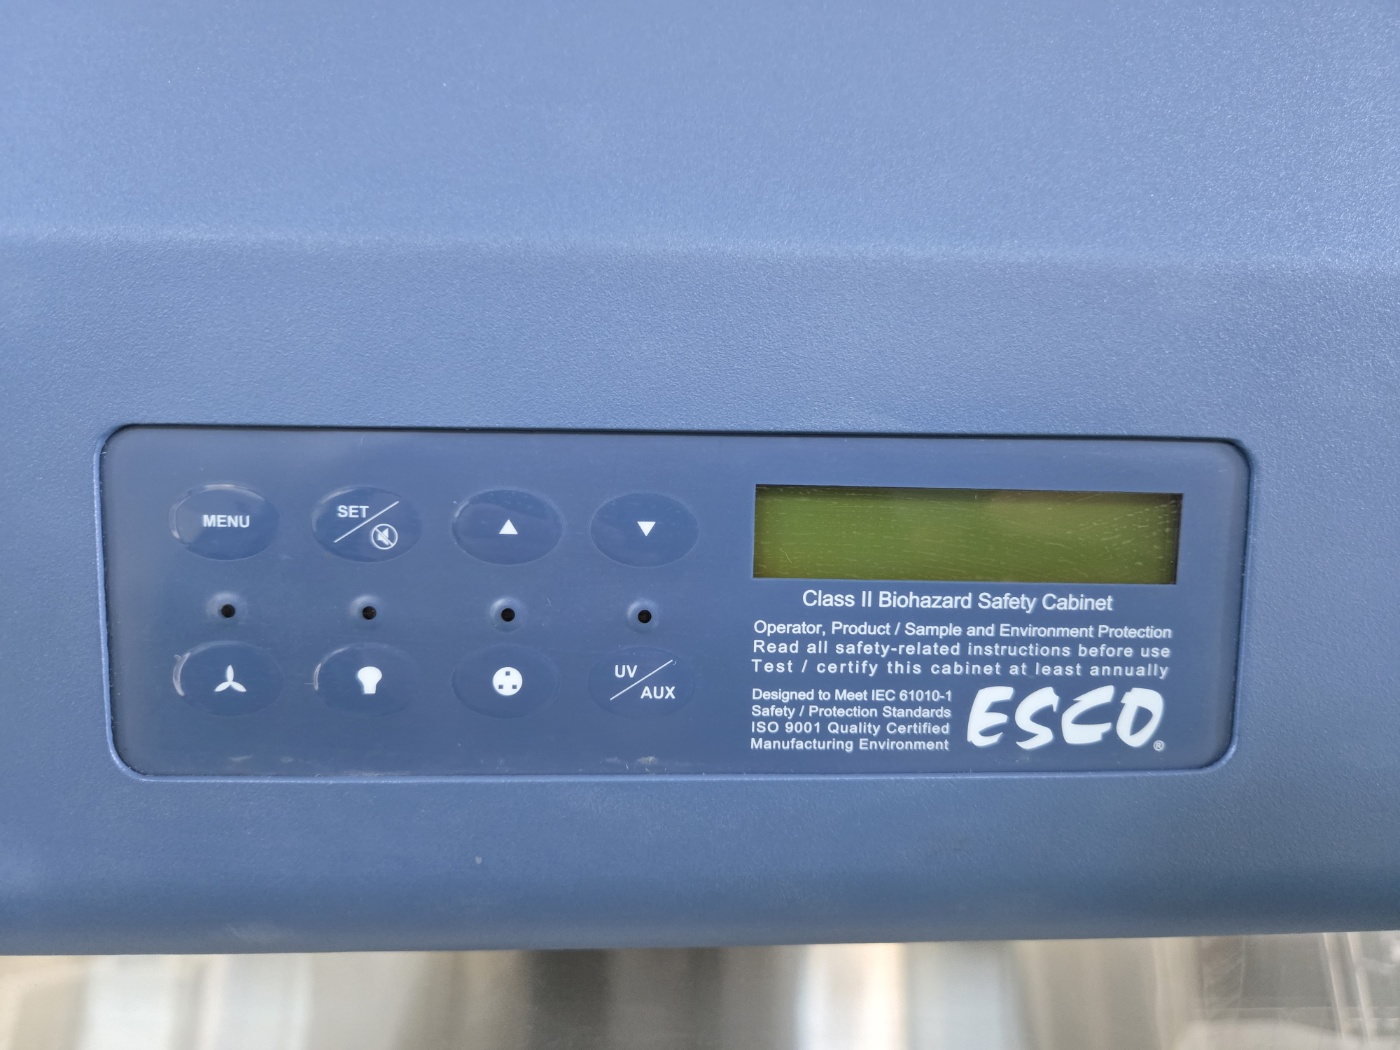 MENU
SET
UV
AUX
Class II Biohazard Safety Cabinet
Operator, Product / Sample and Environment Protection
Read all safety-related instructions before use
Test / certify this cabinet at least annually
Designed to Meet IEC 61010-1
Safety / Protection Standards
ISO 9001 Quality Certified
Manufacturing Environment
ESCO®